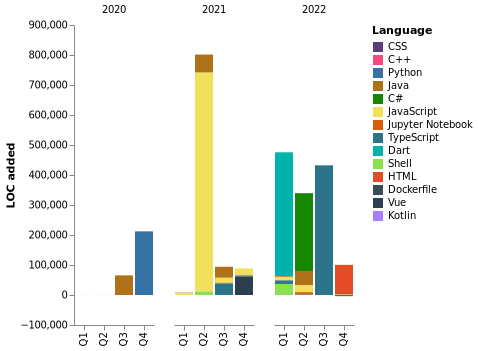 2020 2021 2022
LOC added
900,000
800,000
700,000
600,000
500,000
400,000
300,000
200,000
100,000
0
−100,000
Q1 Q2 Q3 Q4 Q1 Q2 Q3 Q4 Q1 Q2 Q3 Q4
Language
CSS
C++
Python
Java
C#
JavaScript
Jupyter Notebook
TypeScript
Dart
Shell
HTML
Dockerfile
Vue
Kotlin